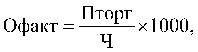 Офакт = Пторг / Ч × 1000,